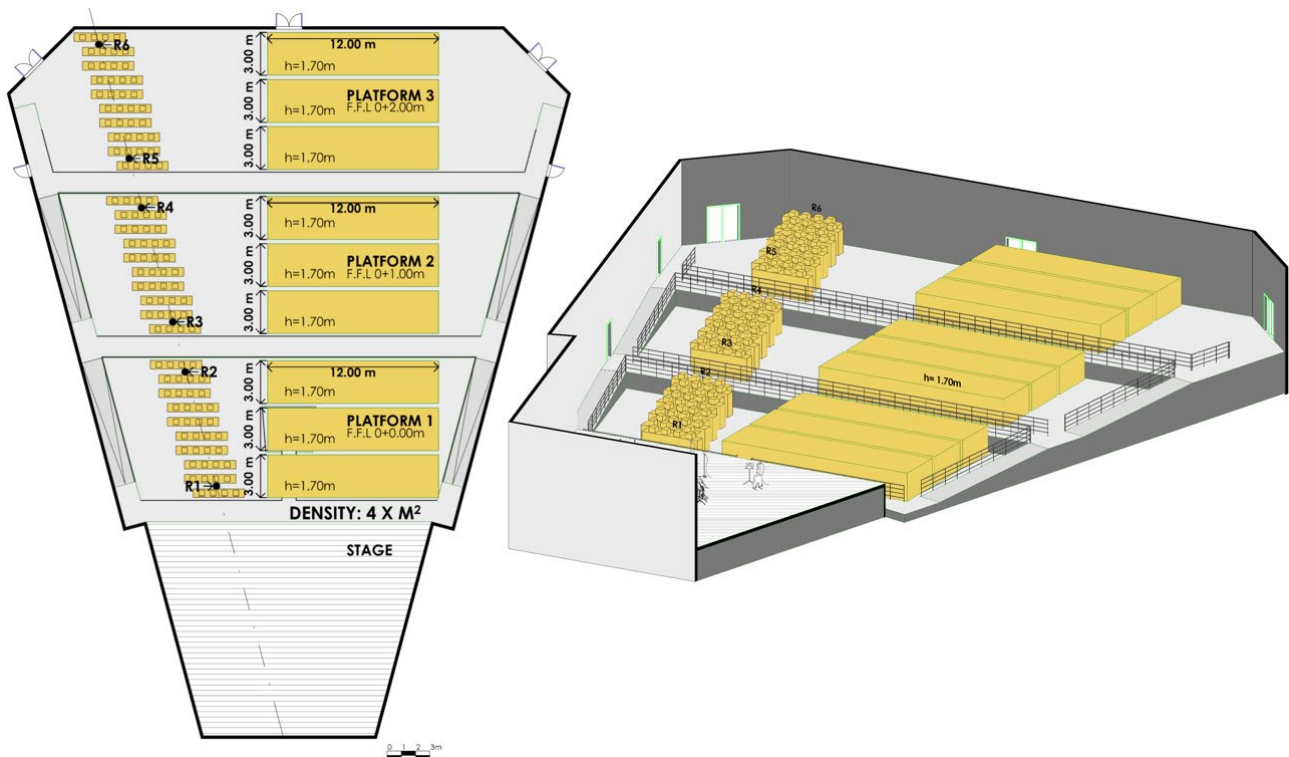 R6
3.00 m
12.00 m
h=1.70m
3.00 m
PLATFORM 3
F.F.L 0+2.00m
h=1.70m
3.00 m
h=1.70m
R5
R4
3.00 m
12.00 m
h=1.70m
3.00 m
PLATFORM 2
F.F.L 0+1.00m
h=1.70m
3.00 m
h=1.70m
R3
R2
3.00 m
12.00 m
h=1.70m
3.00 m
PLATFORM 1
F.F.L 0+0.00m
h=1.70m
3.00 m
h=1.70m
R1
DENSITY: 4 X M²
STAGE
0 1 2 3m
R6
R5
R4
R3
R2
R1
h= 1.70m